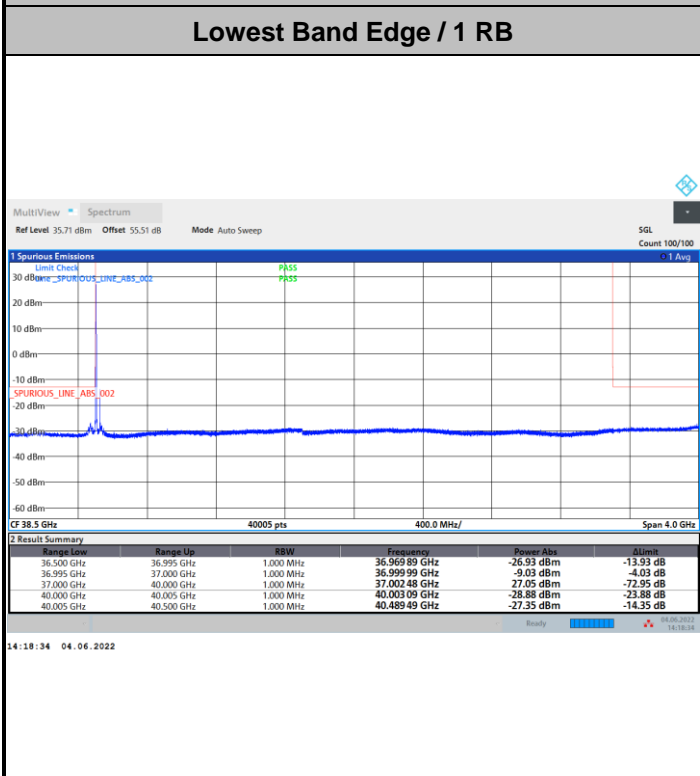 Lowest Band Edge / 1 RB
MultiView Spectrum
Ref Level 35.71 dBm Offset 55.51 dB Mode Auto Sweep SGL
Count 100/100
1 Spurious Emissions 1 Avg
Limit Check PASS
30 dBm Line _SPURIOUS_LINE_ABS_002 PASS
20 dBm
10 dBm
0 dBm
-10 dBm
_SPURIOUS_LINE_ABS_002
-20 dBm
-30 dBm
-40 dBm
-50 dBm
-60 dBm
CF 38.5 GHz 40005 pts 400.0 MHz/ Span 4.0 GHz
2 Result Summary
Range Low Range Up RBW Frequency Power Abs ΔLimit
36.500 GHz 36.995 GHz 1.000 MHz 36.969 89 GHz -26.93 dBm -13.93 dB
36.995 GHz 37.000 GHz 1.000 MHz 36.999 99 GHz -9.03 dBm -4.03 dB
37.000 GHz 40.000 GHz 1.000 MHz 37.002 48 GHz 27.05 dBm -72.95 dB
40.000 GHz 40.005 GHz 1.000 MHz 40.003 09 GHz -28.88 dBm -23.88 dB
40.005 GHz 40.500 GHz 1.000 MHz 40.489 49 GHz -27.35 dBm -14.35 dB
Ready 04.06.2022
14:18:34
14:18:34 04.06.2022